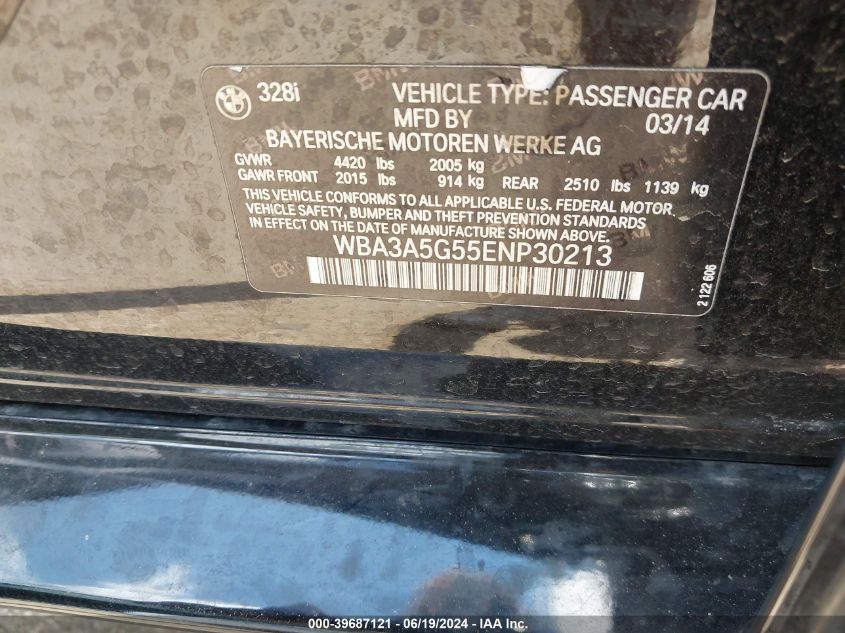 328i VEHICLE TYPE: PASSENGER CAR
MFD BY 03/14
BAYERISCHE MOTOREN WERKE AG
GVWR 4420 lbs 2005 kg
GAWR FRONT 2015 lbs 914 kg REAR 2510 lbs 1139 kg
THIS VEHICLE CONFORMS TO ALL APPLICABLE U.S. FEDERAL MOTOR
VEHICLE SAFETY, BUMPER AND THEFT PREVENTION STANDARDS
IN EFFECT ON THE DATE OF MANUFACTURE SHOWN ABOVE
WBA3A5G55ENP30213
2 122 606
000-39687121 - 06/19/2024 - IAA Inc.